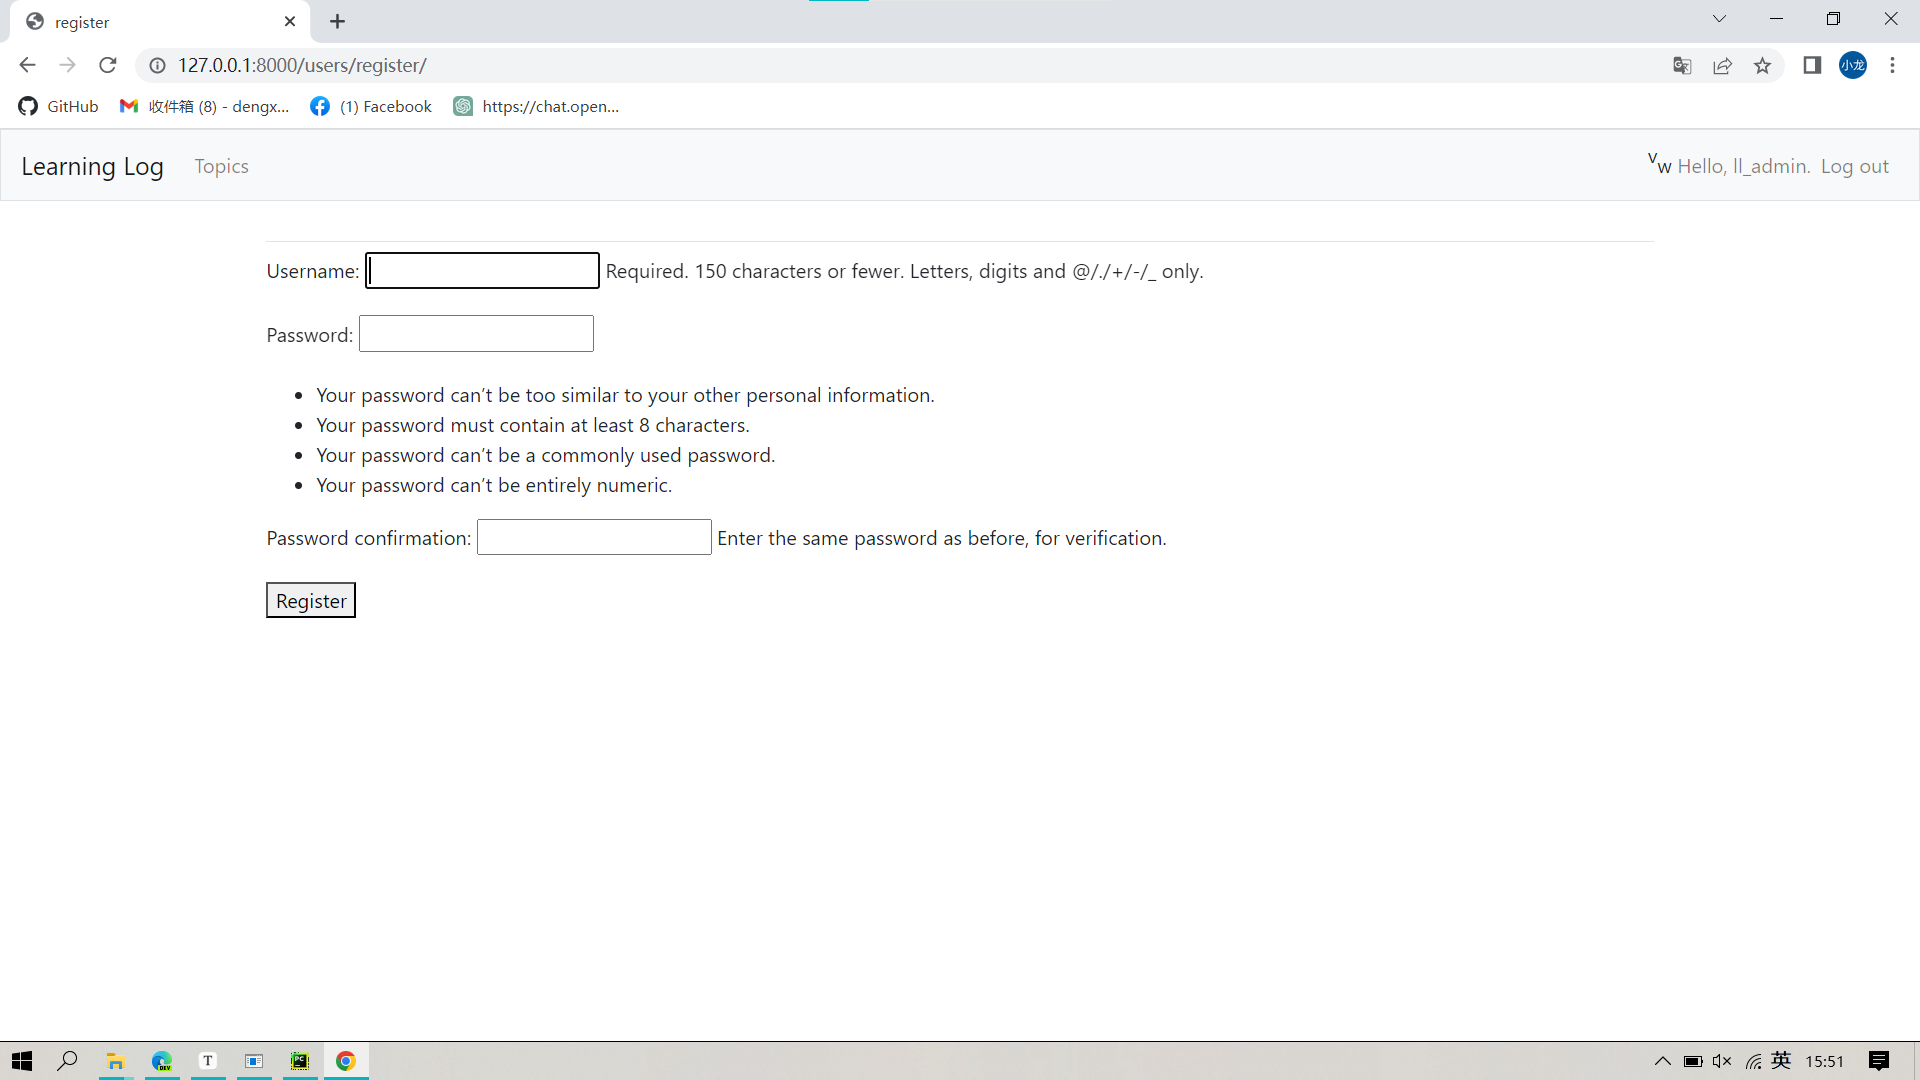 register
127.0.0.1:8000/users/register/
小龙
GitHub
收件箱 (8) - dengx...
(1) Facebook
https://chat.open...
Learning Log
Topics
v
w
Hello, ll_admin.
Log out
Username:
Required. 150 characters or fewer. Letters, digits and @/./+/-/_ only.
Password:
Your password can’t be too similar to your other personal information.
Your password must contain at least 8 characters.
Your password can’t be a commonly used password.
Your password can’t be entirely numeric.
Password confirmation:
Enter the same password as before, for verification.
Register
DEV
T
PC
英
15:51